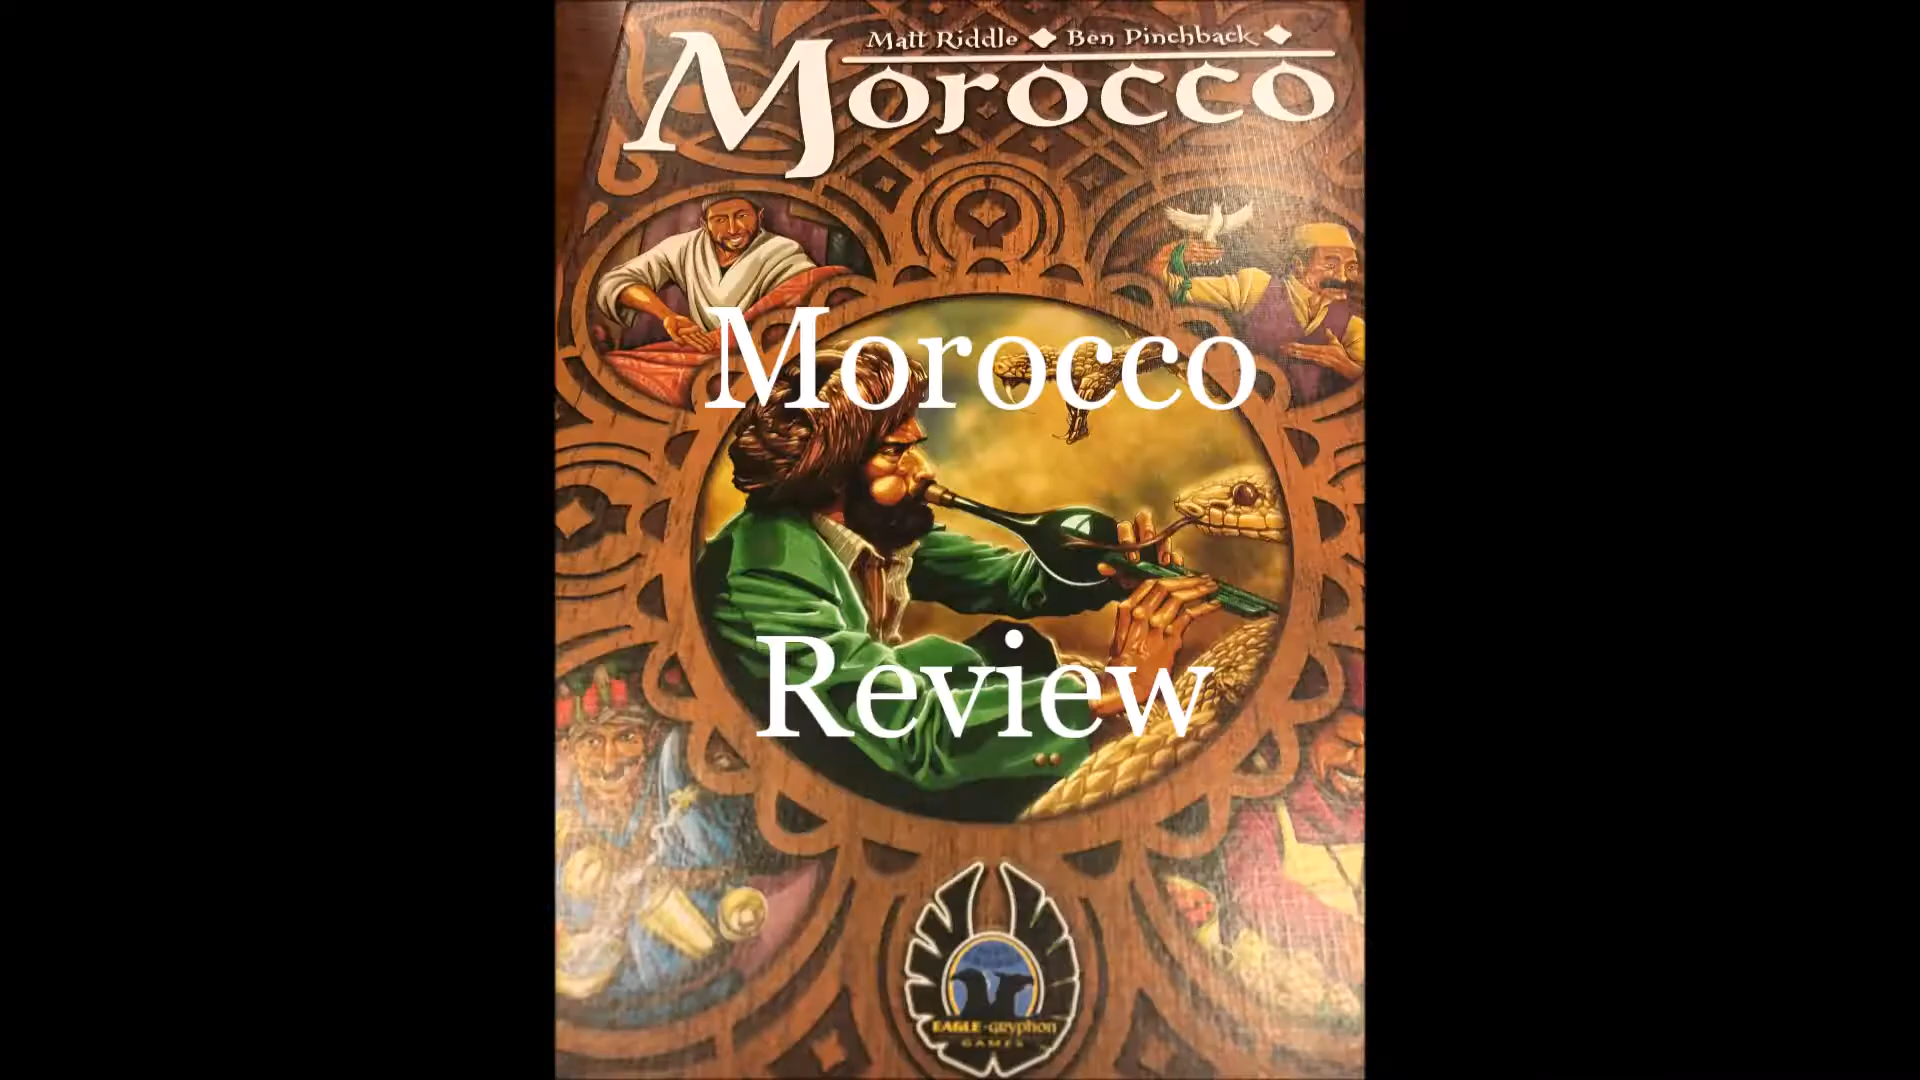 Matt Riddle Ben Pinchback
Morocco
Morocco
Review
EAGLE-gryphon
GAMES